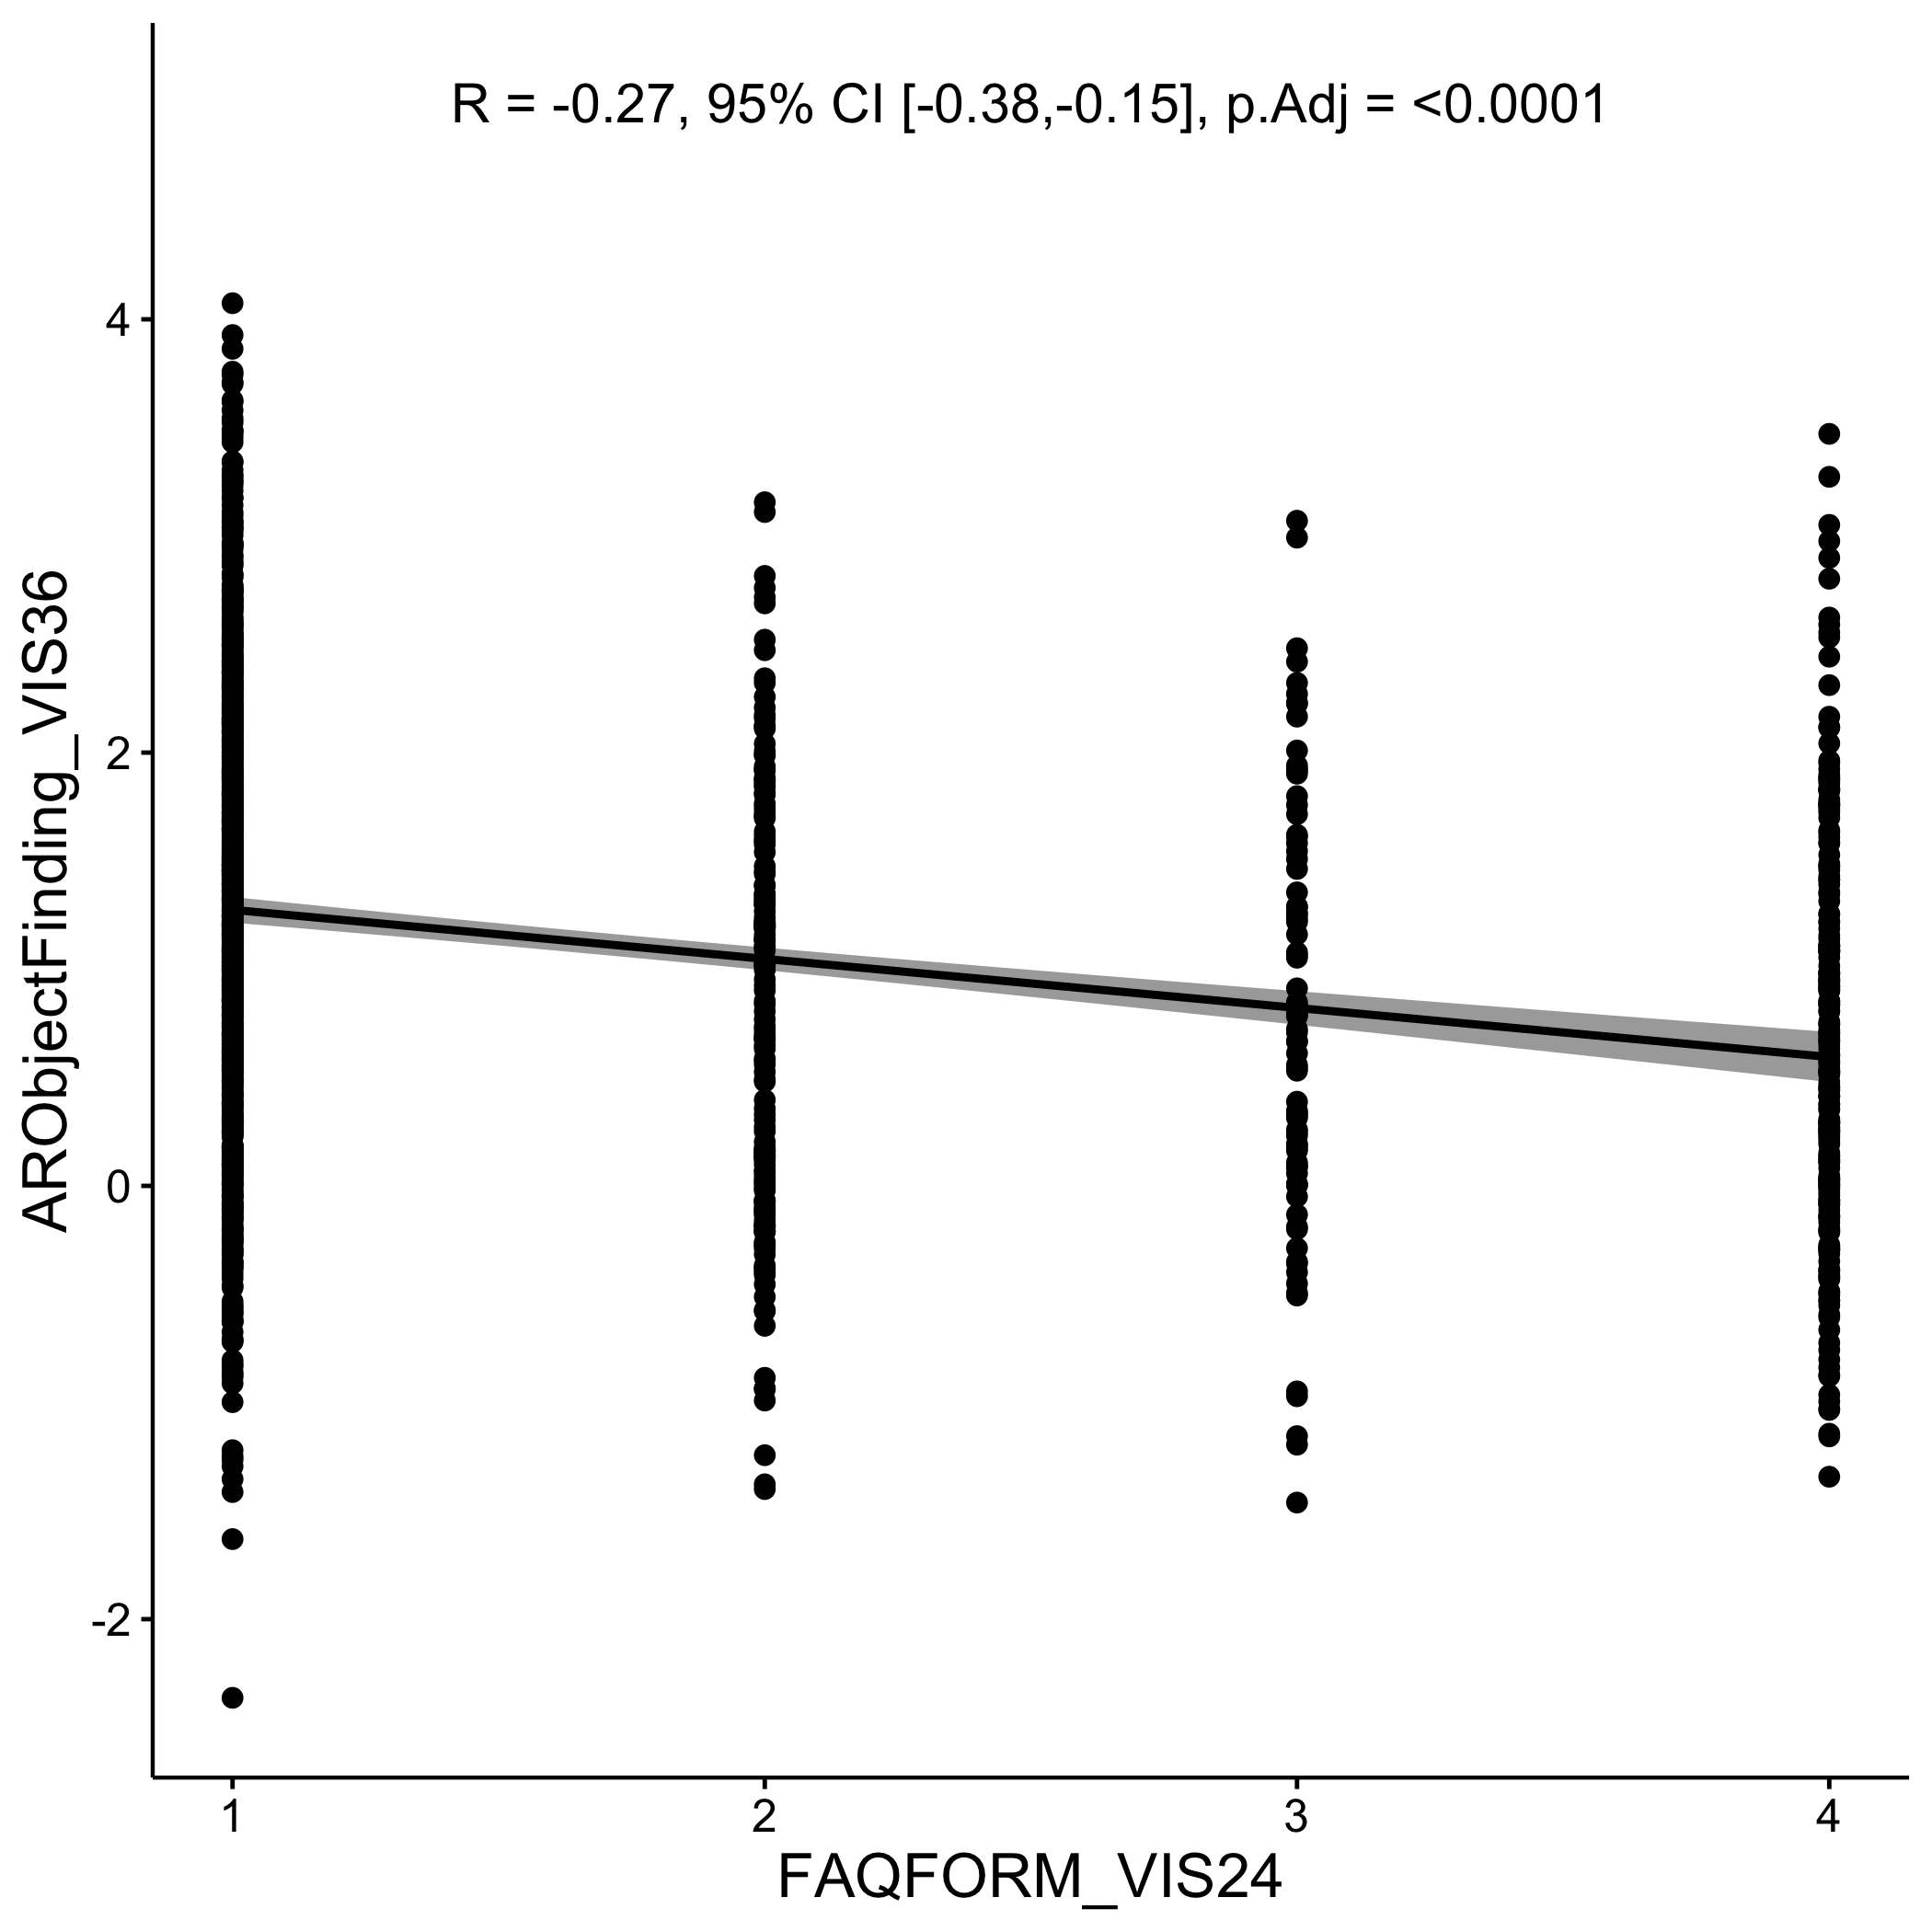 R = -0.27, 95% CI [-0.38,-0.15], p.Adj = <0.0001
4
2
0
-2
ARObjectFinding_VIS36
1 2 3 4
FAQFORM_VIS24